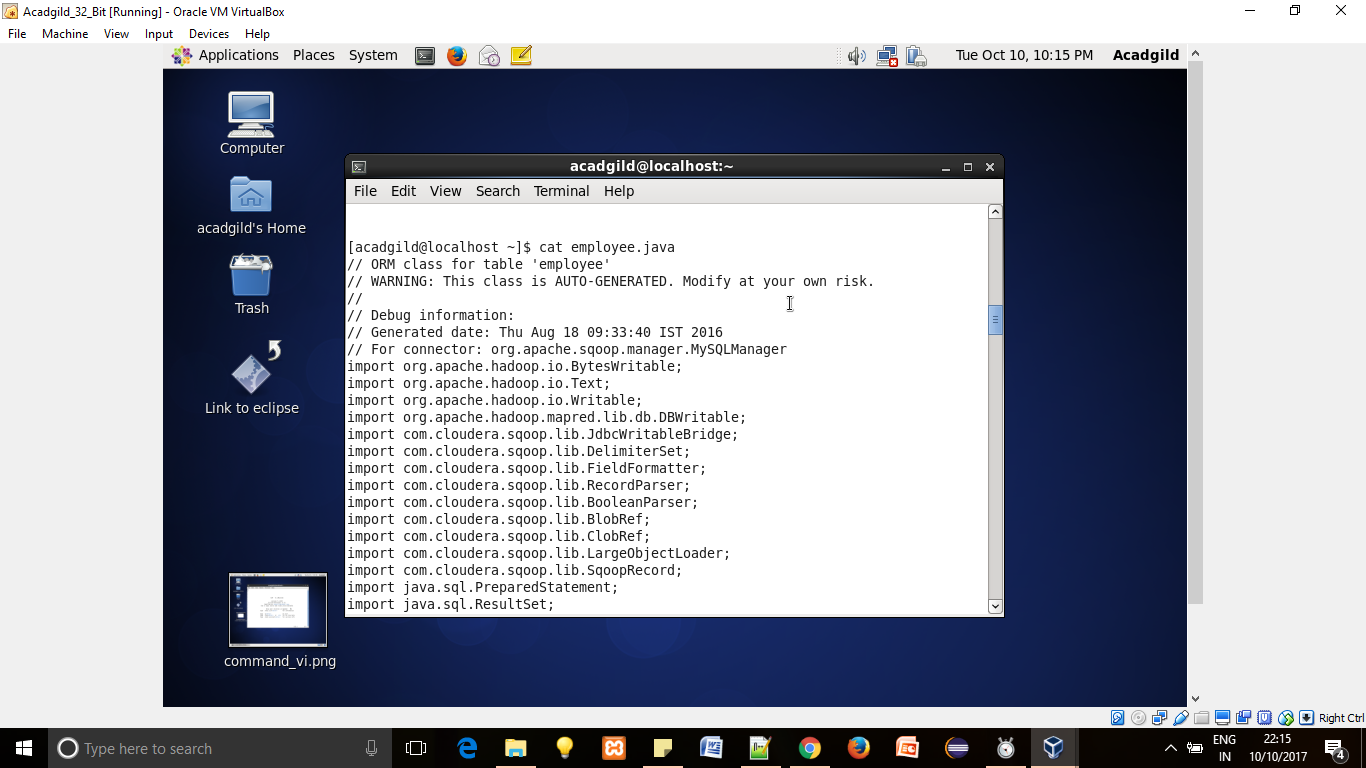 Acadgild_32_Bit [Running] - Oracle VM VirtualBox
File Machine View Input Devices Help
Applications Places System Tue Oct 10, 10:15 PM Acadgild
Computer
acadgild's Home
Trash
Link to eclipse
command_vi.png
acadgild@localhost:~
File Edit View Search Terminal Help
[acadgild@localhost ~]$ cat employee.java
// ORM class for table 'employee'
// WARNING: This class is AUTO-GENERATED. Modify at your own risk.
//
// Debug information:
// Generated date: Thu Aug 18 09:33:40 IST 2016
// For connector: org.apache.sqoop.manager.MySQLManager
import org.apache.hadoop.io.BytesWritable;
import org.apache.hadoop.io.Text;
import org.apache.hadoop.io.Writable;
import org.apache.hadoop.mapred.lib.db.DBWritable;
import com.cloudera.sqoop.lib.JdbcWritableBridge;
import com.cloudera.sqoop.lib.DelimiterSet;
import com.cloudera.sqoop.lib.FieldFormatter;
import com.cloudera.sqoop.lib.RecordParser;
import com.cloudera.sqoop.lib.BooleanParser;
import com.cloudera.sqoop.lib.BlobRef;
import com.cloudera.sqoop.lib.ClobRef;
import com.cloudera.sqoop.lib.LargeObjectLoader;
import com.cloudera.sqoop.lib.SqoopRecord;
import java.sql.PreparedStatement;
import java.sql.ResultSet;
Right Ctrl
Type here to search
ENG
IN
22:15
10/10/2017
4